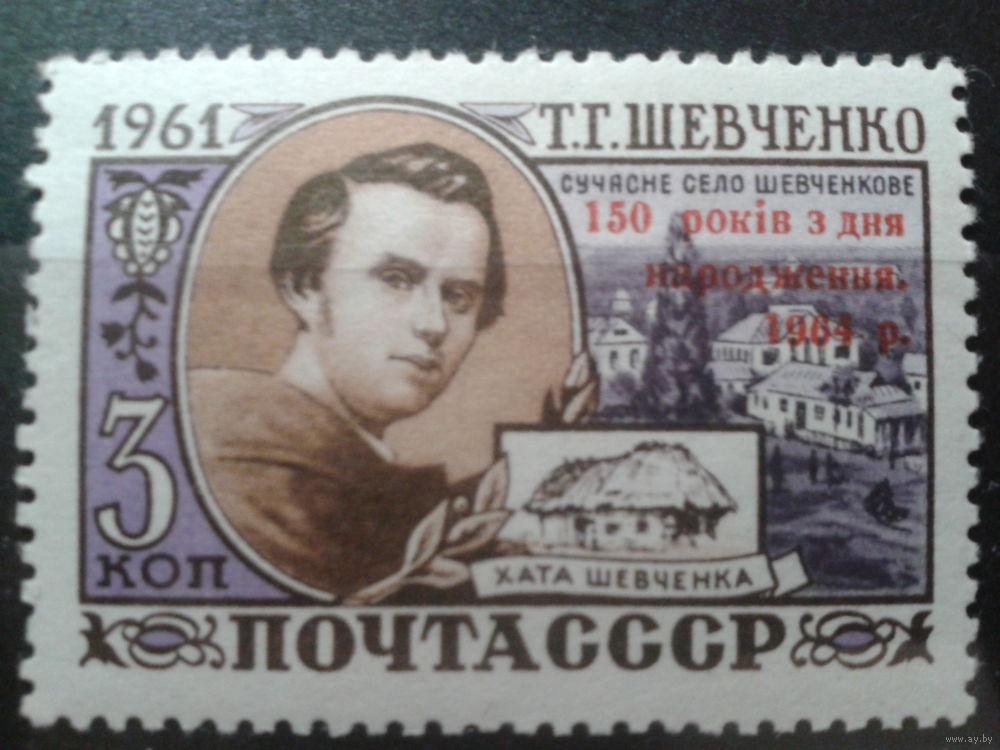 1961
Т.Г.ШЕВЧЕНКО
СУЧАСНЕ СЕЛО ШЕВЧЕНКОВЕ
150 років з дня
народження.
1964 р.
3
КОП
ХАТА ШЕВЧЕНКА
ПОЧТА СССР
www.ay.by